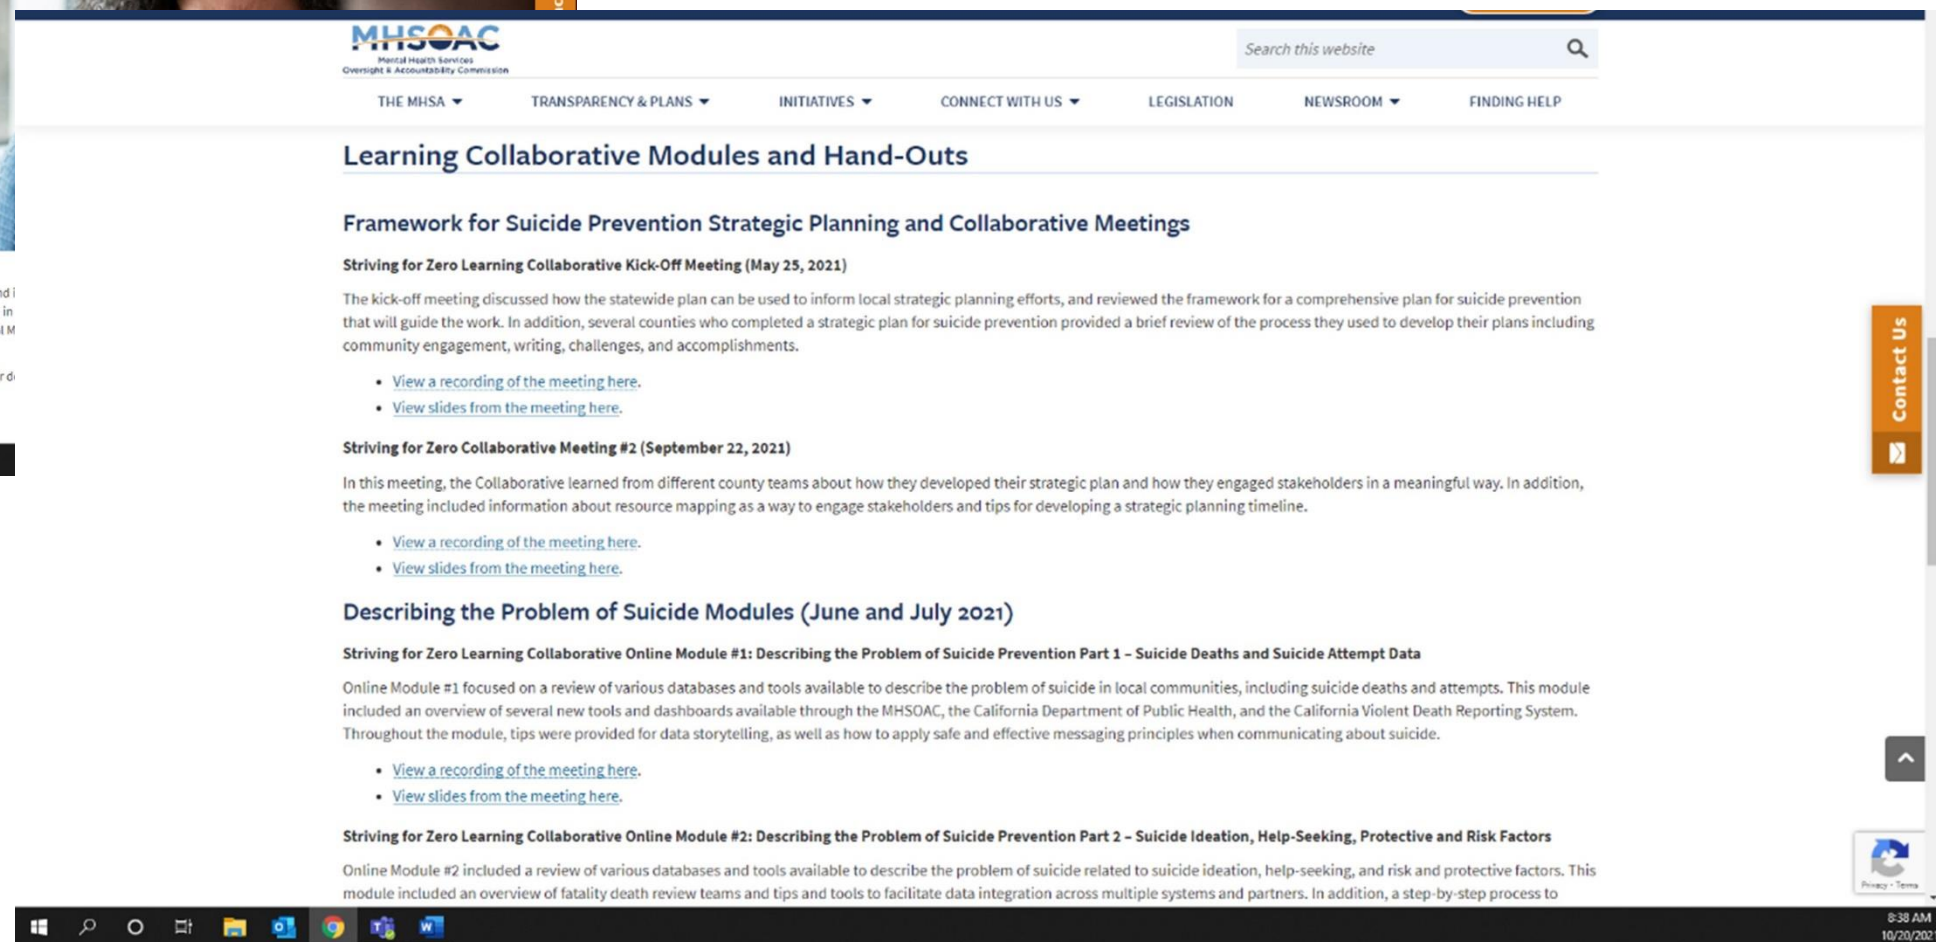 MHSOAC
Mental Health Services
Oversight & Accountability Commission
Search this website
THE MHSA TRANSPARENCY & PLANS INITIATIVES CONNECT WITH US LEGISLATION NEWSROOM FINDING HELP
Learning Collaborative Modules and Hand-Outs
Framework for Suicide Prevention Strategic Planning and Collaborative Meetings
Striving for Zero Learning Collaborative Kick-Off Meeting (May 25, 2021)
The kick-off meeting discussed how the statewide plan can be used to inform local strategic planning efforts, and reviewed the framework for a comprehensive plan for suicide prevention
that will guide the work. In addition, several counties who completed a strategic plan for suicide prevention provided a brief review of the process they used to develop their plans including
community engagement, writing, challenges, and accomplishments.
• View a recording of the meeting here.
• View slides from the meeting here.
Striving for Zero Collaborative Meeting #2 (September 22, 2021)
In this meeting, the Collaborative learned from different county teams about how they developed their strategic plan and how they engaged stakeholders in a meaningful way. In addition,
the meeting included information about resource mapping as a way to engage stakeholders and tips for developing a strategic planning timeline.
• View a recording of the meeting here.
• View slides from the meeting here.
Describing the Problem of Suicide Modules (June and July 2021)
Striving for Zero Learning Collaborative Online Module #1: Describing the Problem of Suicide Prevention Part 1 – Suicide Deaths and Suicide Attempt Data
Online Module #1 focused on a review of various databases and tools available to describe the problem of suicide in local communities, including suicide deaths and attempts. This module
included an overview of several new tools and dashboards available through the MHSOAC, the California Department of Public Health, and the California Violent Death Reporting System.
Throughout the module, tips were provided for data storytelling, as well as how to apply safe and effective messaging principles when communicating about suicide.
• View a recording of the meeting here.
• View slides from the meeting here.
Striving for Zero Learning Collaborative Online Module #2: Describing the Problem of Suicide Prevention Part 2 – Suicide Ideation, Help-Seeking, Protective and Risk Factors
Online Module #2 included a review of various databases and tools available to describe the problem of suicide related to suicide ideation, help-seeking, and risk and protective factors. This
module included an overview of fatality death review teams and tips and tools to facilitate data integration across multiple systems and partners. In addition, a step-by-step process to
Contact Us
Privacy - Terms
8:38 AM
10/20/202
in